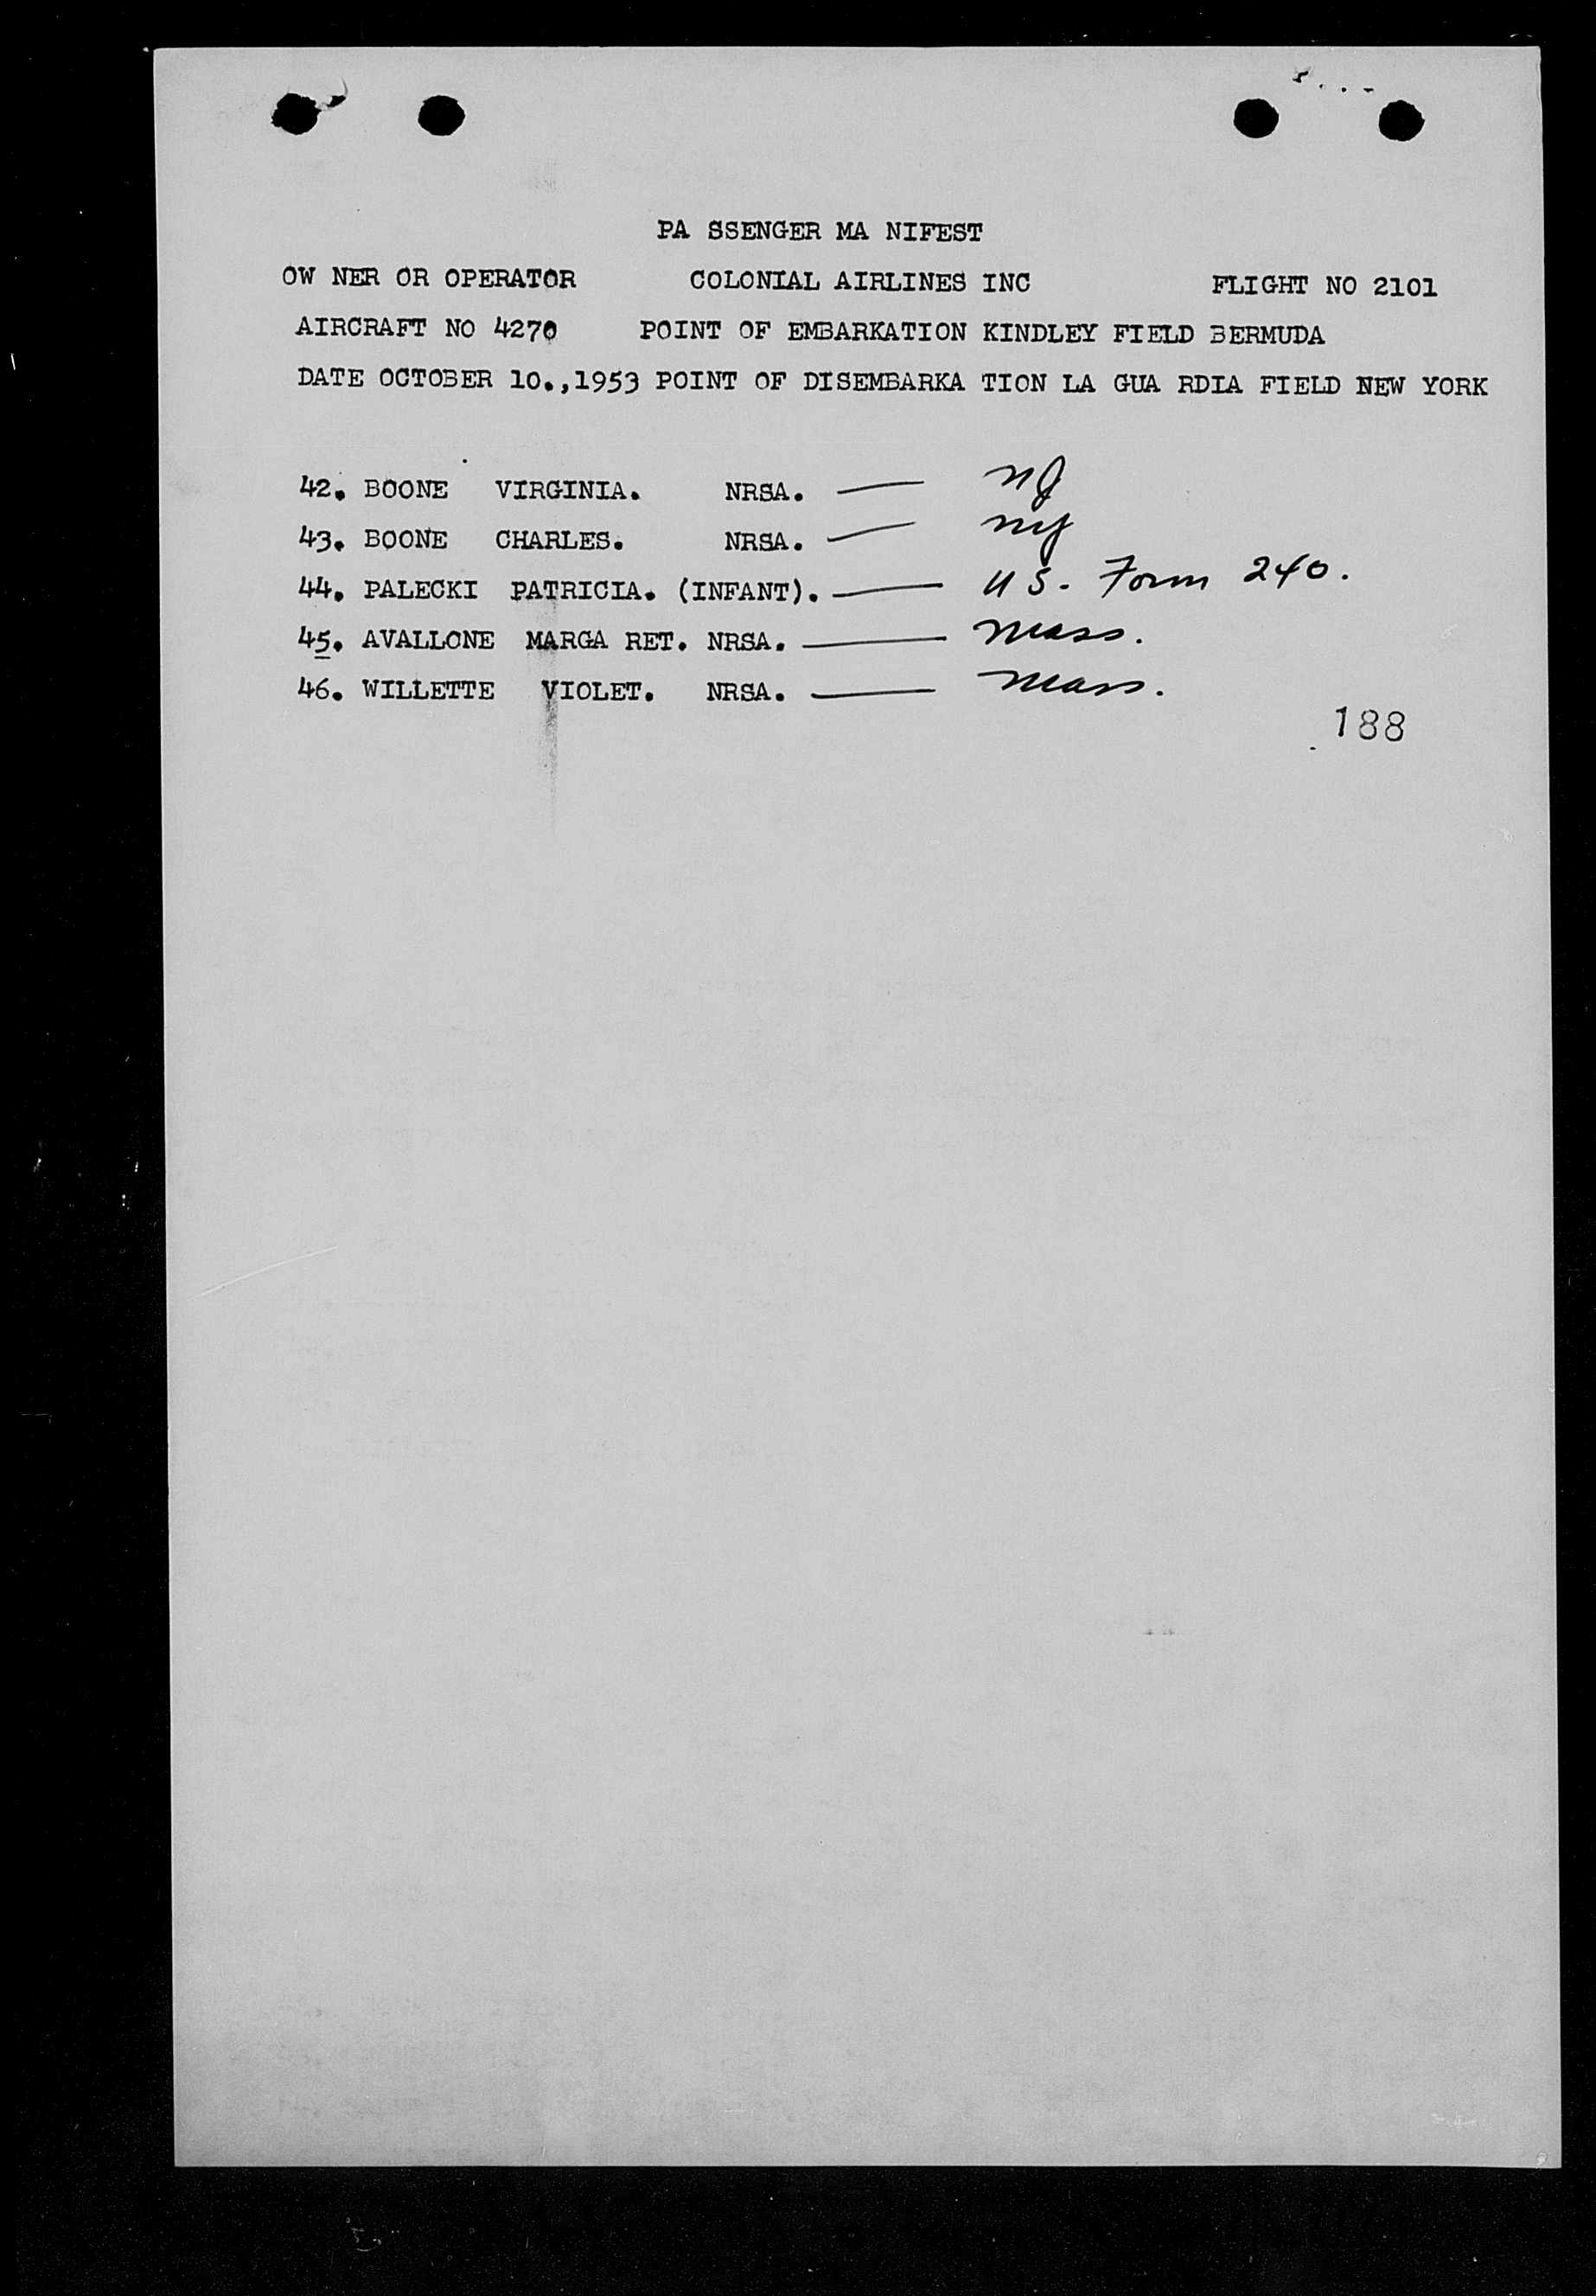 PA SSENGER MA NIFEST
OW NER OR OPERATOR COLONIAL AIRLINES INC FLIGHT NO 2101
AIRCRAFT NO 4270 POINT OF EMBARKATION KINDLEY FIELD BERMUDA
DATE OCTOBER 10.,1953 POINT OF DISEMBARKA TION LA GUA RDIA FIELD NEW YORK
42. BOONE VIRGINIA. NRSA. — NJ
43. BOONE CHARLES. NRSA. — NY
44. PALECKI PATRICIA. (INFANT). — US. Form 240.
45. AVALLONE MARGA RET. NRSA. — Mass.
46. WILLETTE VIOLET. NRSA. — Mass.
188